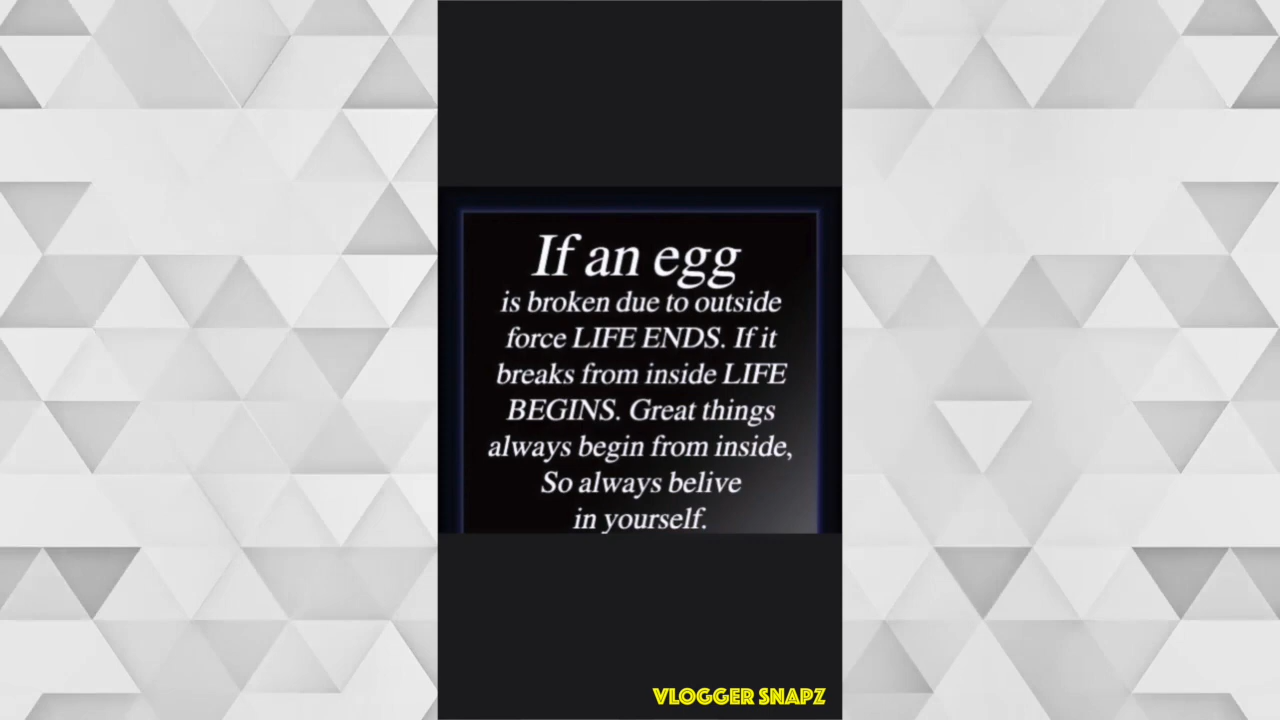 If an egg
is broken due to outside
force LIFE ENDS. If it
breaks from inside LIFE
BEGINS. Great things
always begin from inside,
So always belive
in yourself.
VLOGGER SNAPZ